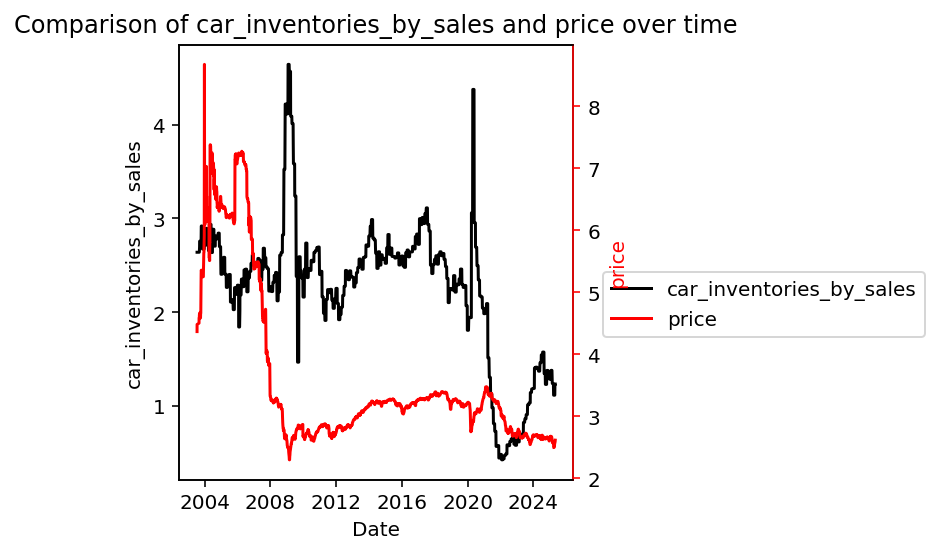 Comparison of car_inventories_by_sales and price over time
car_inventories_by_sales
4
3
2
1
8
7
6
5
4
3
2
price
car_inventories_by_sales
price
2004 2008 2012 2016 2020 2024
Date